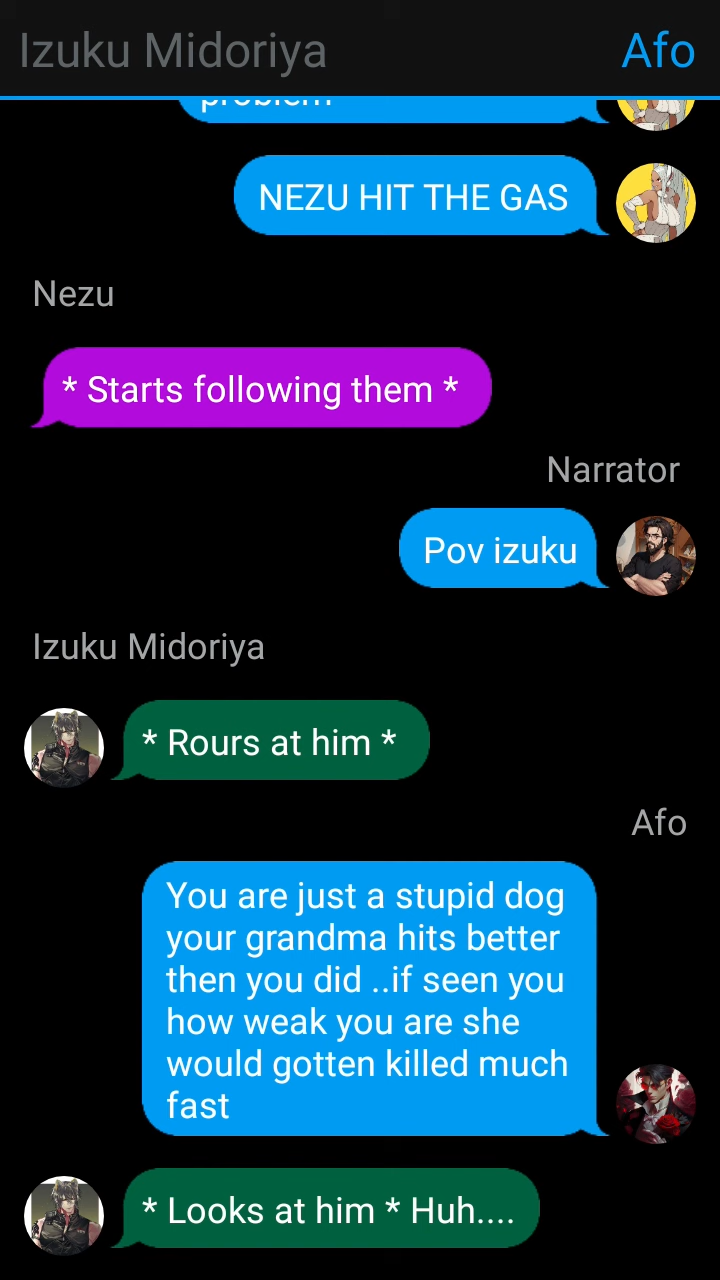 Izuku Midoriya
Afo
problem
NEZU HIT THE GAS
Nezu
* Starts following them *
Narrator
Pov izuku
Izuku Midoriya
* Rours at him *
Afo
You are just a stupid dog
your grandma hits better
then you did ..if seen you
how weak you are she
would gotten killed much
fast
* Looks at him * Huh....